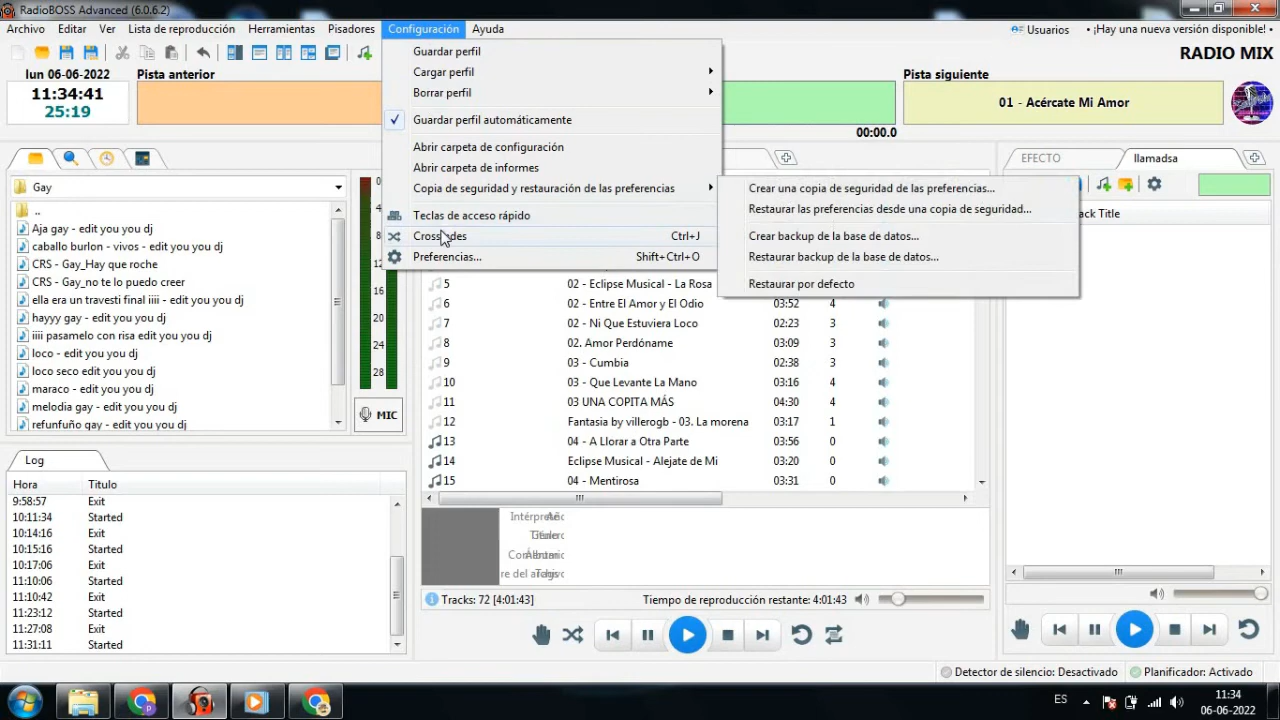 RadioBOSS Advanced (6.0.6.2)
Archivo Editar Ver Lista de reproducción Herramientas Pisadores Configuración Ayuda Usuarios • ¡Hay una nueva versión disponible! •
RADIO MIX
lun 06-06-2022
11:34:41
25:19
Pista anterior
Pista siguiente
01 - Acércate Mi Amor
00:00.0
Guardar perfil
Cargar perfil
Borrar perfil
Guardar perfil automáticamente
Abrir carpeta de configuración
Abrir carpeta de informes
Copia de seguridad y restauración de las preferencias
Teclas de acceso rápido
Ctrl+J
Preferencias... Shift+Ctrl+O
Crear una copia de seguridad de las preferencias...
Restaurar las preferencias desde una copia de seguridad...
Crear backup de la base de datos...
Restaurar backup de la base de datos...
Restaurar por defecto
Gay
..
Aja gay - edit you you dj
caballo burlon - vivos - edit you you dj
CRS - Gay_Hay que roche
CRS - Gay_no te lo puedo creer
ella era un travesti final iiii - edit you you dj
hayyy gay - edit you you dj
iiii pasamelo con risa edit you you dj
loco - edit you you dj
loco seco edit you you dj
maraco - edit you you dj
melodia gay - edit you you dj
refunfuño gay - edit you you dj
0
4
8
20
24
28
MIC
5 02 - Eclipse Musical - La Rosa
6 02 - Entre El Amor y El Odio 03:52 4
7 02 - Ni Que Estuviera Loco 02:23 3
8 02. Amor Perdóname 03:09 3
9 03 - Cumbia 02:38 3
10 03 - Que Levante La Mano 03:16 4
11 03 UNA COPITA MÁS 04:30 4
12 Fantasia by villerogb - 03. La morena 03:17 1
13 04 - A Llorar a Otra Parte 03:56 0
14 Eclipse Musical - Alejate de Mi 03:20 0
15 04 - Mentirosa 03:31 0
EFECTO llamadsa
ck Title
Log
Hora Titulo
9:58:57 Exit
10:11:34 Started
10:14:16 Exit
10:15:16 Started
10:17:06 Exit
11:10:06 Started
11:10:42 Exit
11:23:12 Started
11:27:08 Exit
11:31:11 Started
Tracks: 72 [4:01:43] Tiempo de reproducción restante: 4:01:43
Detector de silencio: Desactivado Planificador: Activado
ES
11:34
06-06-2022